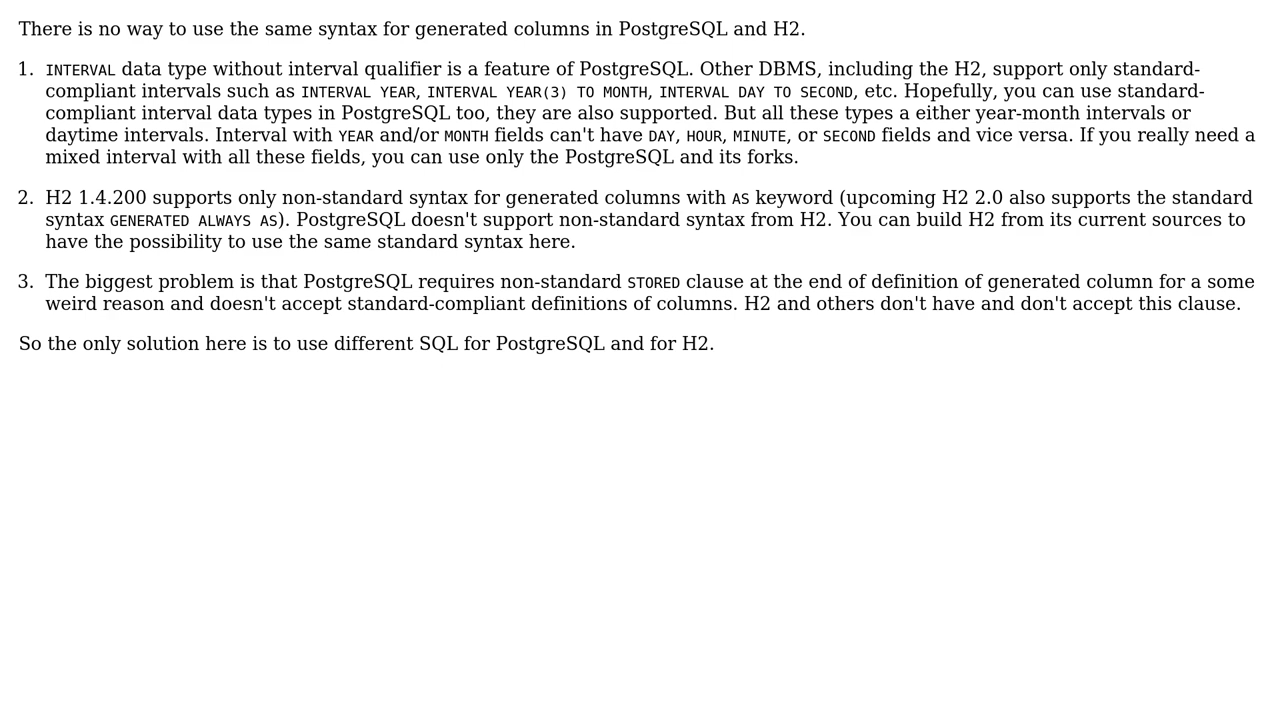 There is no way to use the same syntax for generated columns in PostgreSQL and H2.
1. INTERVAL data type without interval qualifier is a feature of PostgreSQL. Other DBMS, including the H2, support only standard-
compliant intervals such as INTERVAL YEAR, INTERVAL YEAR(3) TO MONTH, INTERVAL DAY TO SECOND, etc. Hopefully, you can use standard-
compliant interval data types in PostgreSQL too, they are also supported. But all these types a either year-month intervals or
daytime intervals. Interval with YEAR and/or MONTH fields can't have DAY, HOUR, MINUTE, or SECOND fields and vice versa. If you really need a
mixed interval with all these fields, you can use only the PostgreSQL and its forks.
2. H2 1.4.200 supports only non-standard syntax for generated columns with AS keyword (upcoming H2 2.0 also supports the standard
syntax GENERATED ALWAYS AS). PostgreSQL doesn't support non-standard syntax from H2. You can build H2 from its current sources to
have the possibility to use the same standard syntax here.
3. The biggest problem is that PostgreSQL requires non-standard STORED clause at the end of definition of generated column for a some
weird reason and doesn't accept standard-compliant definitions of columns. H2 and others don't have and don't accept this clause.
So the only solution here is to use different SQL for PostgreSQL and for H2.